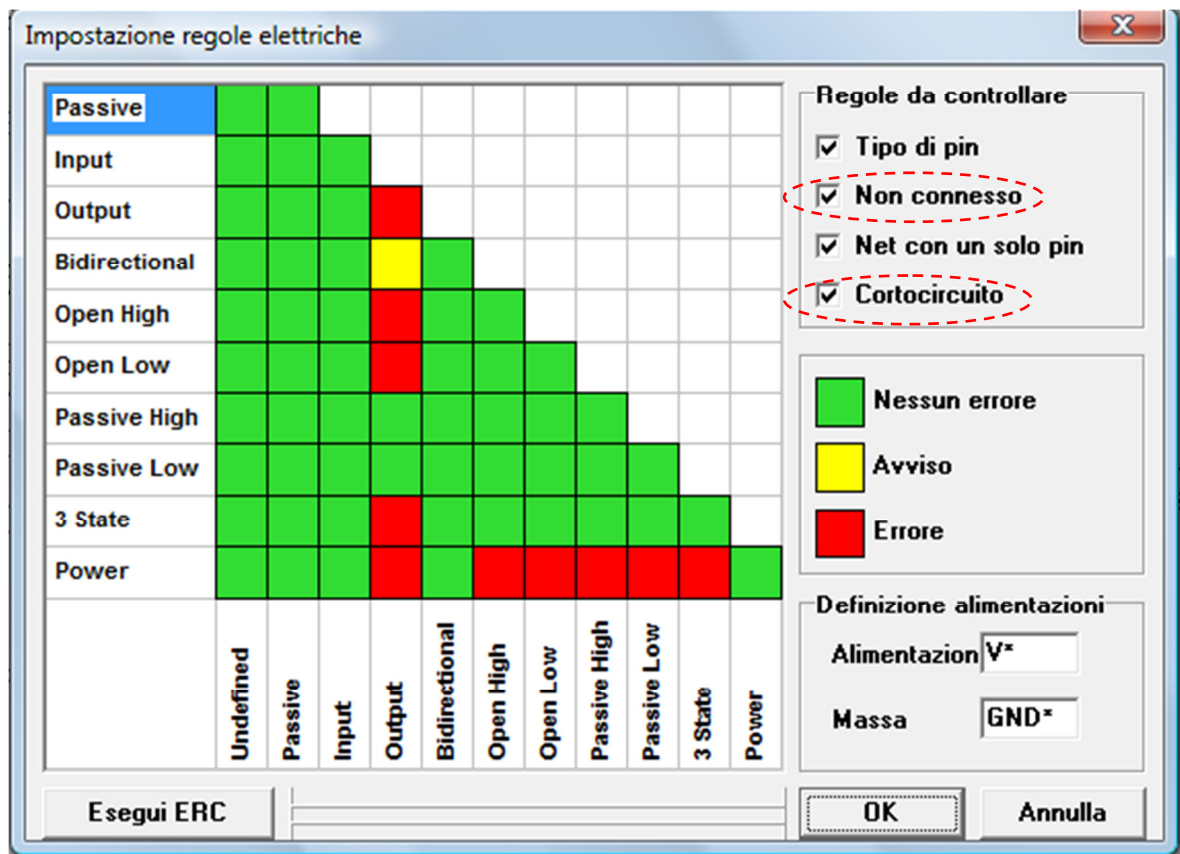 Impostazione regole elettriche
X
Passive
Input
Output
Bidirectional
Open High
Open Low
Passive High
Passive Low
3 State
Power
Undefined
Passive
Input
Output
Bidirectional
Open High
Open Low
Passive High
Passive Low
3 State
Power
Regole da controllare
Tipo di pin
Non connesso
Net con un solo pin
Cortocircuito
Nessun errore
Avviso
Errore
Definizione alimentazioni
Alimentazion V*
Massa GND*
Esegui ERC
OK
Annulla